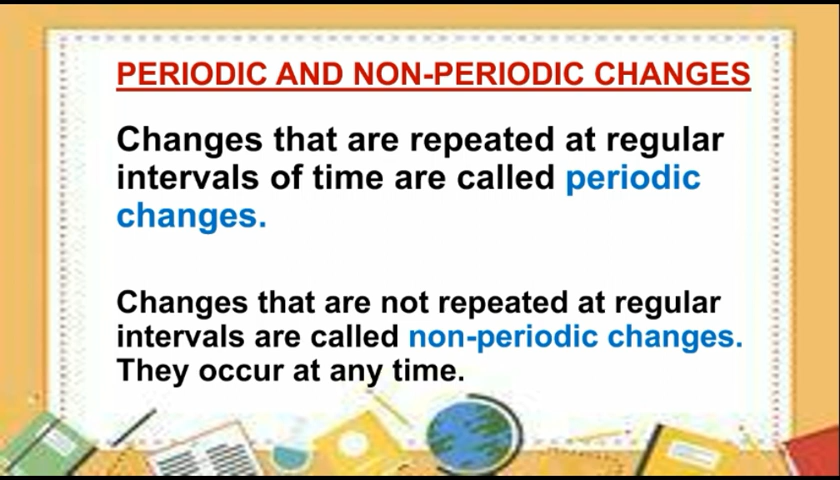 PERIODIC AND NON-PERIODIC CHANGES
Changes that are repeated at regular
intervals of time are called periodic
changes.
Changes that are not repeated at regular
intervals are called non-periodic changes.
They occur at any time.